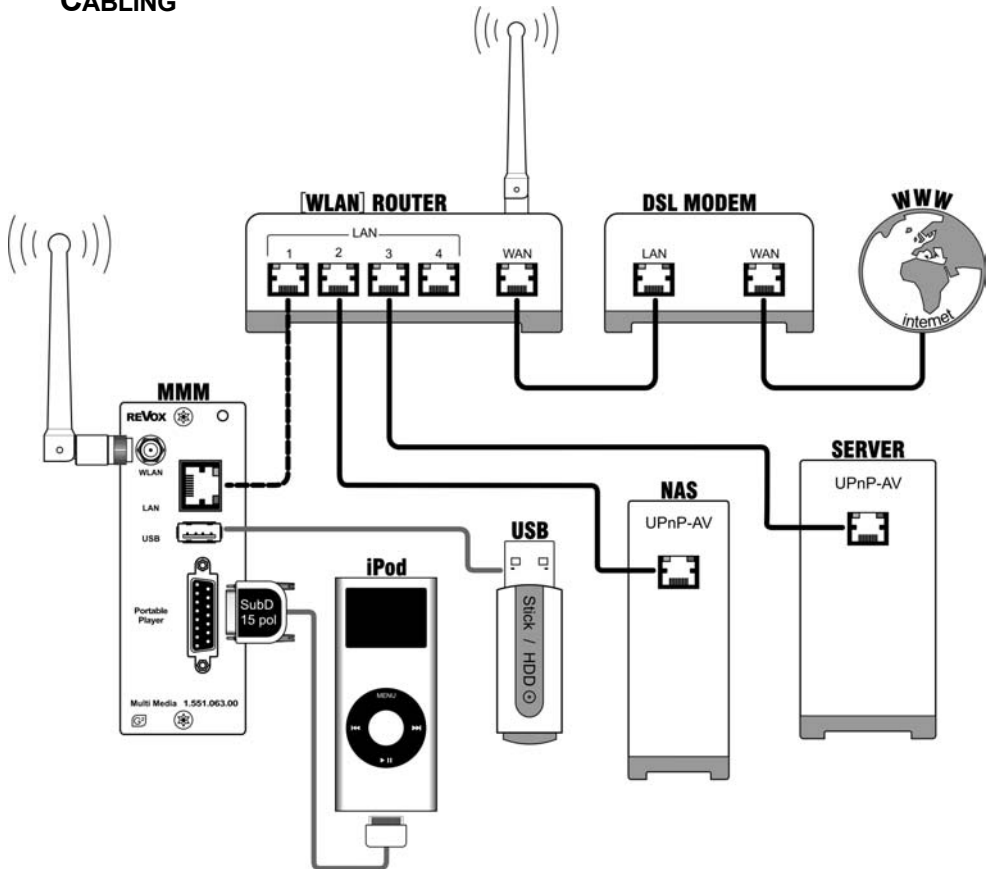 CABLING
[WLAN] ROUTER
LAN
1 2 3 4 WAN
DSL MODEM
LAN WAN
WWW
internet
MMM
REVOX
WLAN
LAN
USB
Portable
Player
SubD
15 pol
Multi Media 1.551.063.00
G²
iPod
MENU
USB
Stick / HDD
NAS
UPnP-AV
SERVER
UPnP-AV